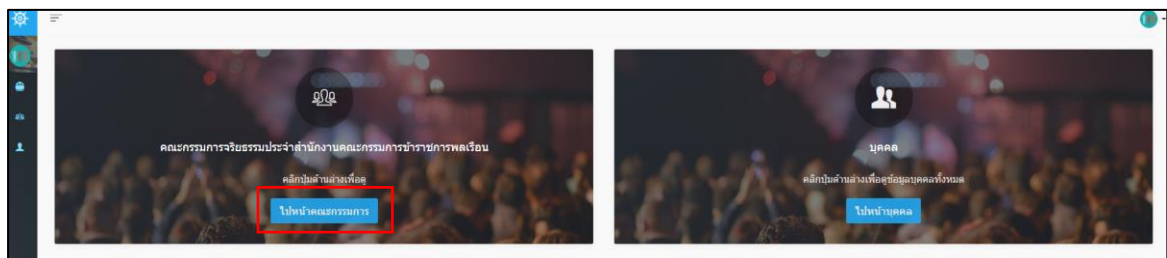 คณะกรรมการจริยธรรมประจำสำนักงานคณะกรรมการข้าราชการพลเรือน
คลิกปุ่มด้านล่างเพื่อดู
ไปหน้าคณะกรรมการ
บุคคล
คลิกปุ่มด้านล่างเพื่อดูข้อมูลบุคคลทั้งหมด
ไปหน้าบุคคล